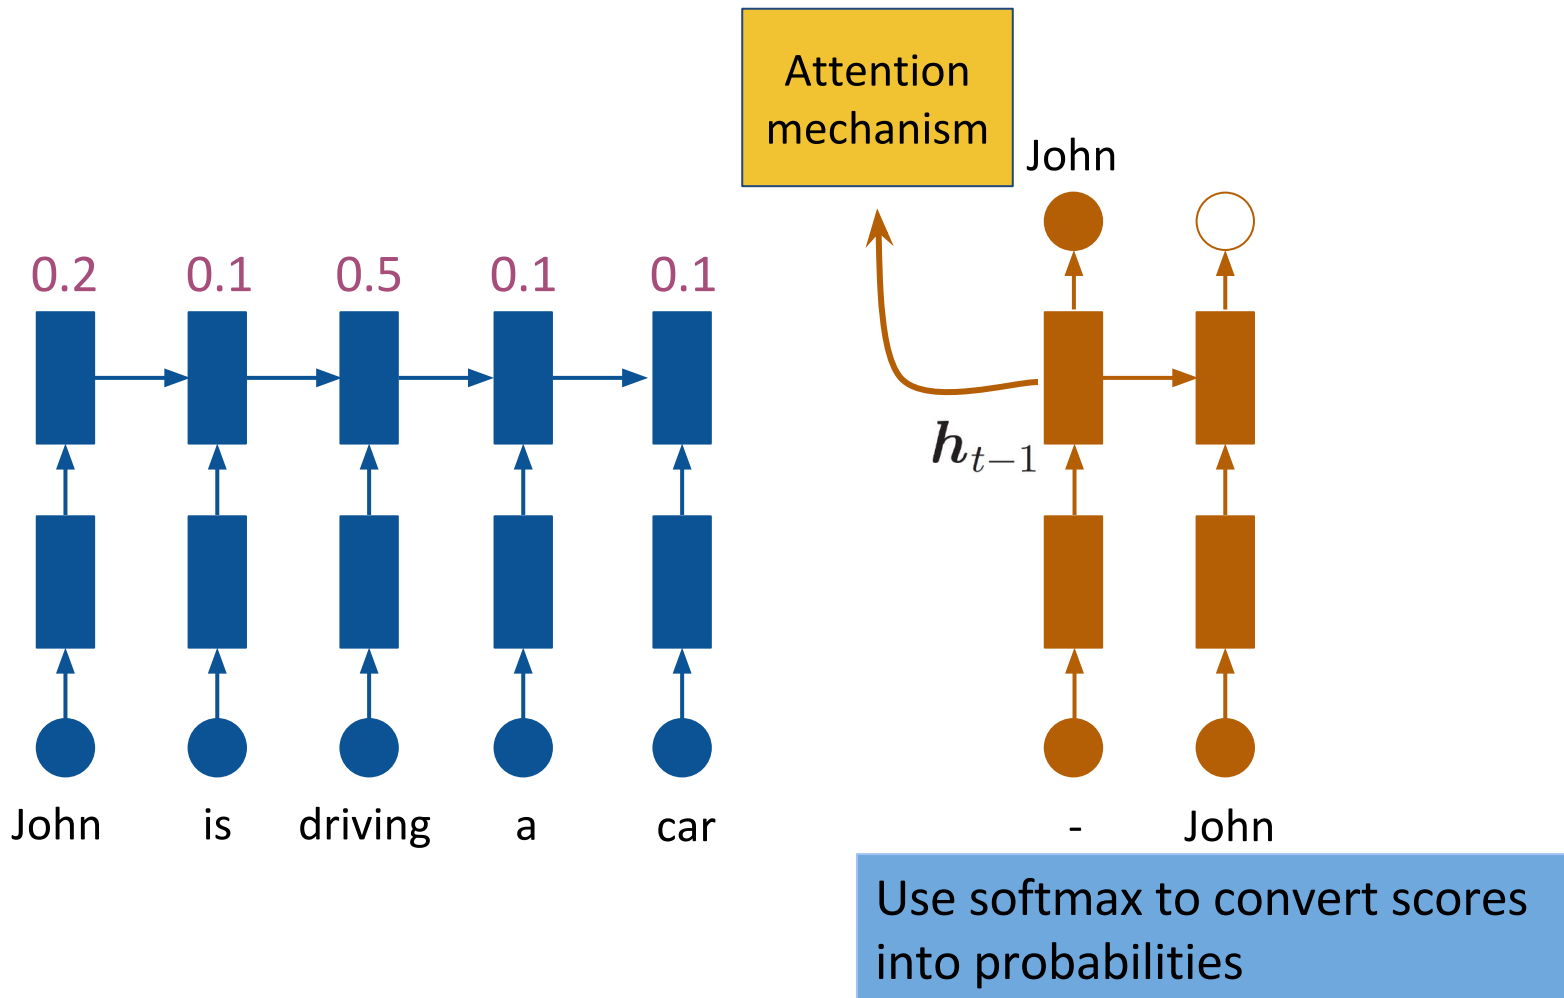 Attention
mechanism
John
0.2 0.1 0.5 0.1 0.1
h_{t-1}
John is driving a car
- John
Use softmax to convert scores
into probabilities